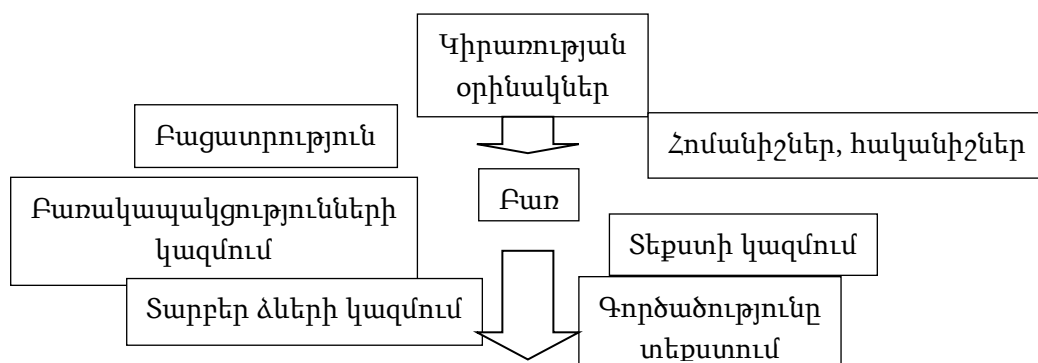 Կիրառության
օրինակներ
Բացատրություն
Հոմանիշներ, հականիշներ
Բառակապակցությունների
կազմում
Բառ
Տեքստի կազմում
Տարբեր ձևերի կազմում
Գործածությունը
տեքստում